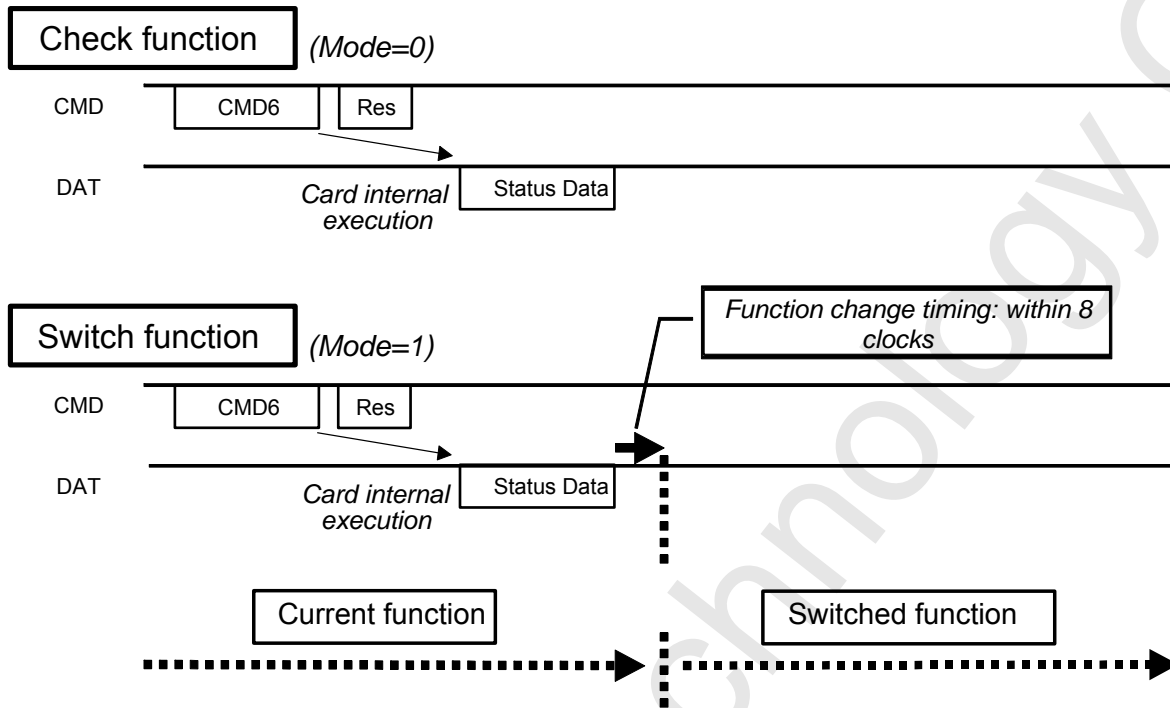 Check function
(Mode=0)
CMD
CMD6
Res
DAT
Card internal
execution
Status Data
Function change timing: within 8
clocks
Switch function
(Mode=1)
CMD
CMD6
Res
DAT
Card internal
execution
Status Data
Current function
Switched function
chnology C